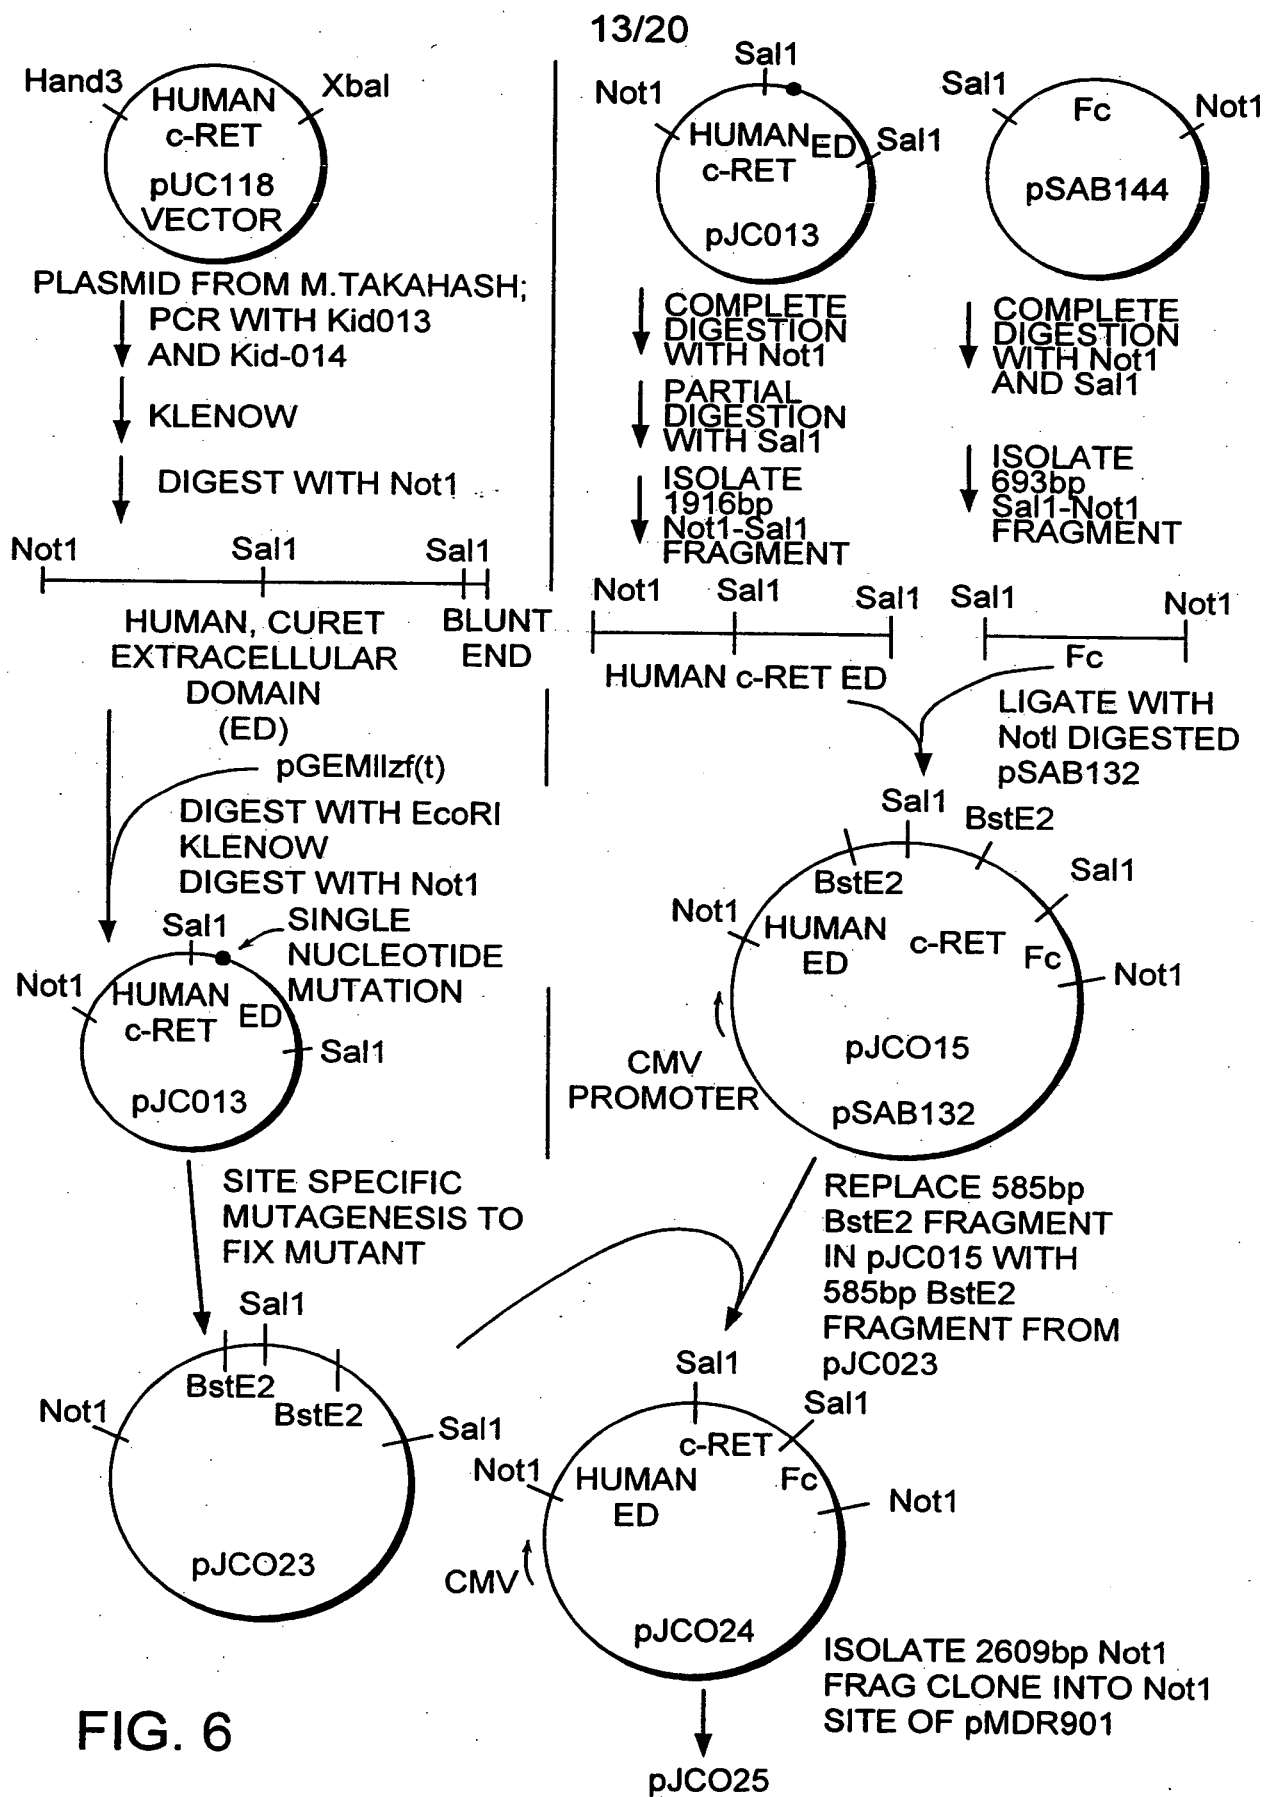 13/20
Hand3
XbaI
HUMAN
c-RET
pUC118
VECTOR
PLASMID FROM M.TAKAHASH;
PCR WITH Kid013
AND Kid-014
KLENOW
DIGEST WITH Not1
Not1
Sal1
Sal1
HUMAN, CURET
EXTRACELLULAR
DOMAIN
(ED)
BLUNT
END
pGEMIIzf(t)
DIGEST WITH EcoRI
KLENOW
DIGEST WITH Not1
Sal1
SINGLE
NUCLEOTIDE
MUTATION
Not1
HUMAN
c-RET
ED
Sal1
pJC013
SITE SPECIFIC
MUTAGENESIS TO
FIX MUTANT
Sal1
BstE2
BstE2
Not1
Sal1
pJCO23
Sal1
Not1
HUMAN
ED
c-RET
Sal1
pJC013
COMPLETE
DIGESTION
WITH Not1
PARTIAL
DIGESTION
WITH Sal1
ISOLATE
1916bp
Not1-Sal1
FRAGMENT
Sal1
Fc
Not1
pSAB144
COMPLETE
DIGESTION
WITH Not1
AND Sal1
ISOLATE
693bp
Sal1-Not1
FRAGMENT
Not1
Sal1
Sal1
HUMAN c-RET ED
Sal1
Not1
Fc
LIGATE WITH
NotI DIGESTED
pSAB132
Sal1
BstE2
BstE2
Sal1
Not1
HUMAN
ED
c-RET
Fc
Not1
CMV
PROMOTER
pJCO15
pSAB132
REPLACE 585bp
BstE2 FRAGMENT
IN pJC015 WITH
585bp BstE2
FRAGMENT FROM
pJC023
Sal1
Sal1
c-RET
Not1
HUMAN
ED
Fc
Not1
CMV
pJCO24
ISOLATE 2609bp Not1
FRAG CLONE INTO Not1
SITE OF pMDR901
pJCO25
FIG. 6